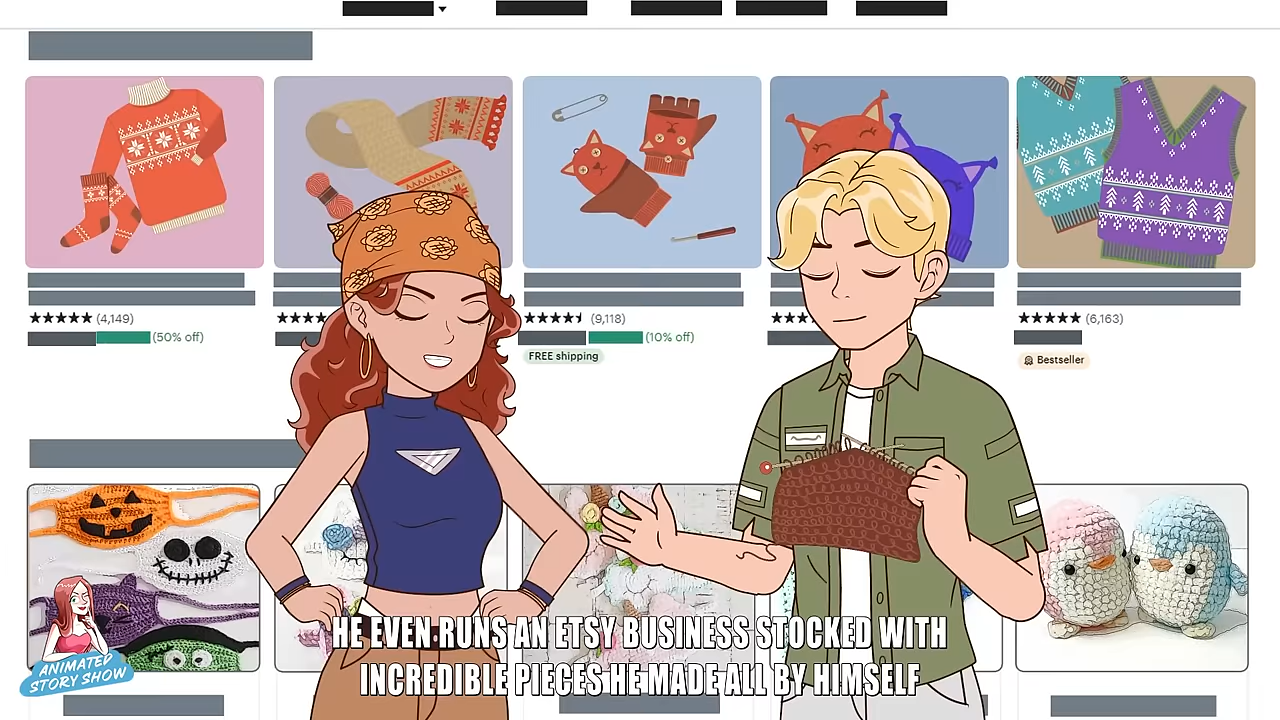 (4,149)
(50% off)
(9,118)
(10% off)
FREE shipping
(6,163)
Bestseller
HE EVEN RUNS AN ETSY BUSINESS STOCKED WITH
INCREDIBLE PIECES HE MADE ALL BY HIMSELF
ANIMATED
STORY SHOW